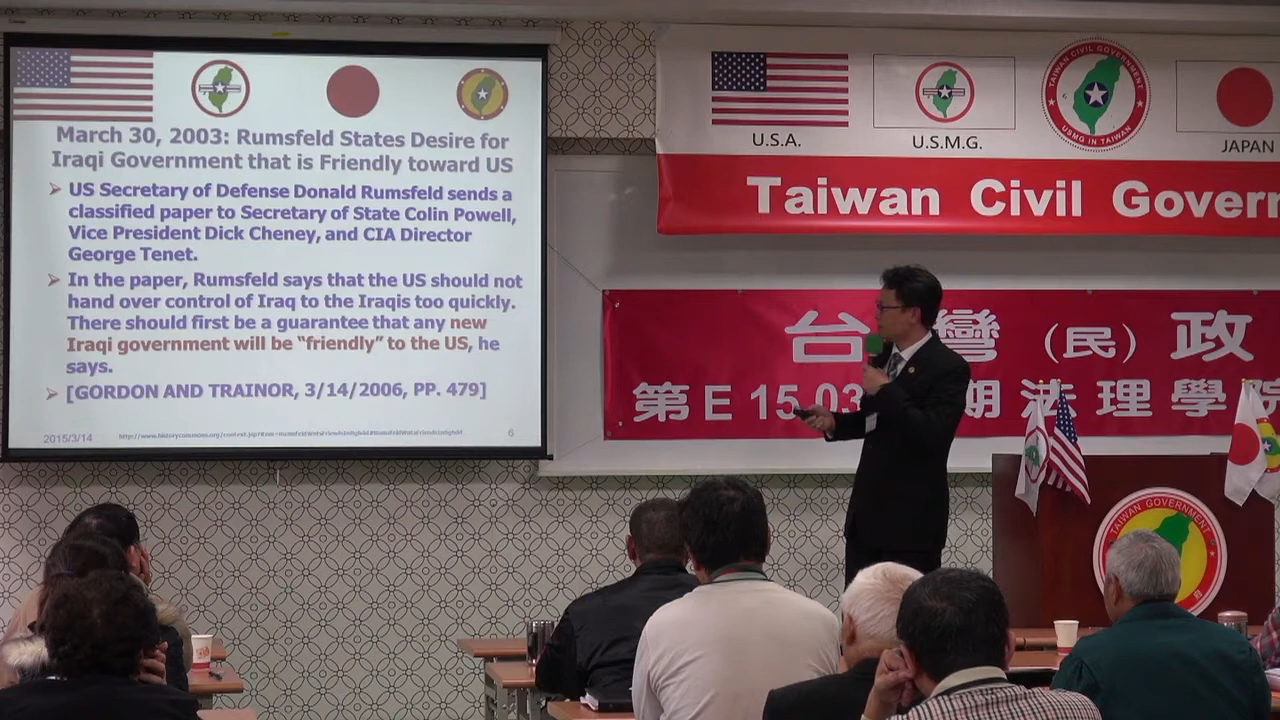 March 30, 2003: Rumsfeld States Desire for
Iraqi Government that is Friendly toward US
US Secretary of Defense Donald Rumsfeld sends a
classified paper to Secretary of State Colin Powell,
Vice President Dick Cheney, and CIA Director
George Tenet.
In the paper, Rumsfeld says that the US should not
hand over control of Iraq to the Iraqis too quickly.
There should first be a guarantee that any new
Iraqi government will be “friendly” to the US, he
says.
[GORDON AND TRAINOR, 3/14/2006, PP. 479]
2015/3/14
6
TAIWAN CIVIL GOVERNMENT
USMG IN TAIWAN
U.S.A.
U.S.M.G.
JAPAN
Taiwan Civil Govern
台灣(民)政
第E15.03期法理學院
TAIWAN GOVERNMENT